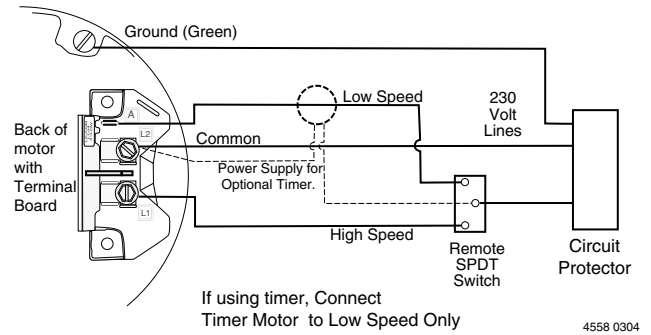 Ground (Green)
A
Low Speed
230
Volt
Lines
L2
Back of
motor
with
Terminal
Board
Common
Power Supply for
Optional Timer.
L1
High Speed
Remote
SPDT
Switch
Circuit
Protector
If using timer, Connect
Timer Motor to Low Speed Only
4558 0304